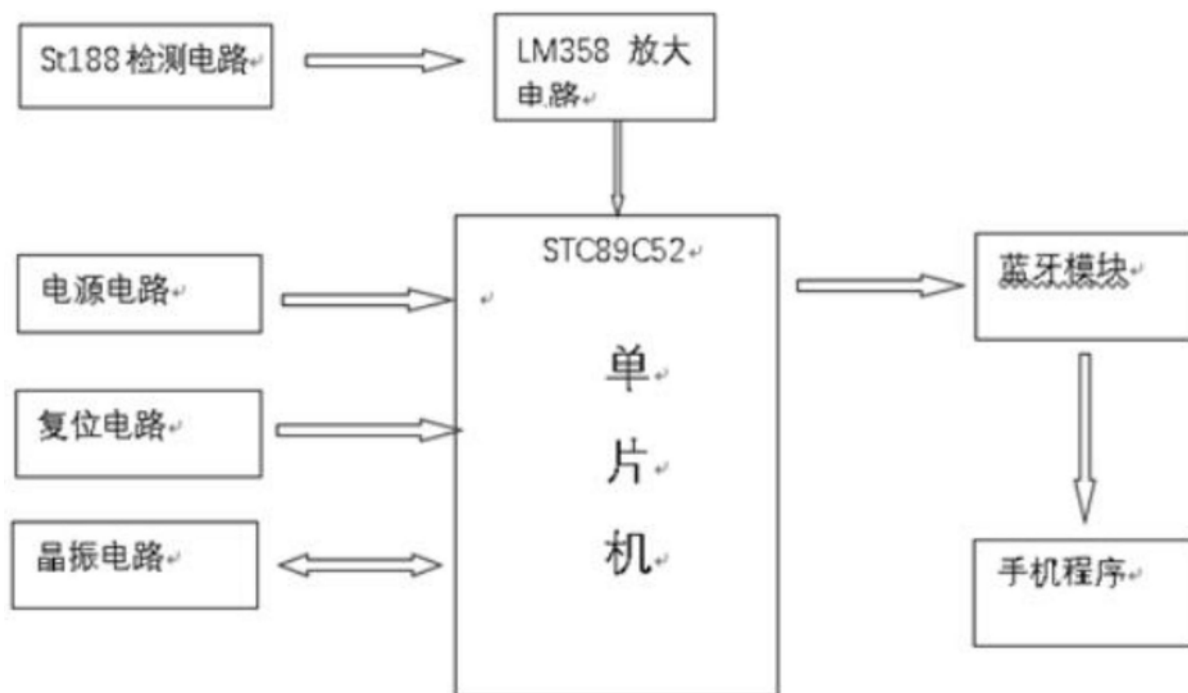 St188 检测电路
LM358 放大
电路
STC89C52
电源电路
蓝牙模块
单
复位电路
片
晶振电路
机
手机程序